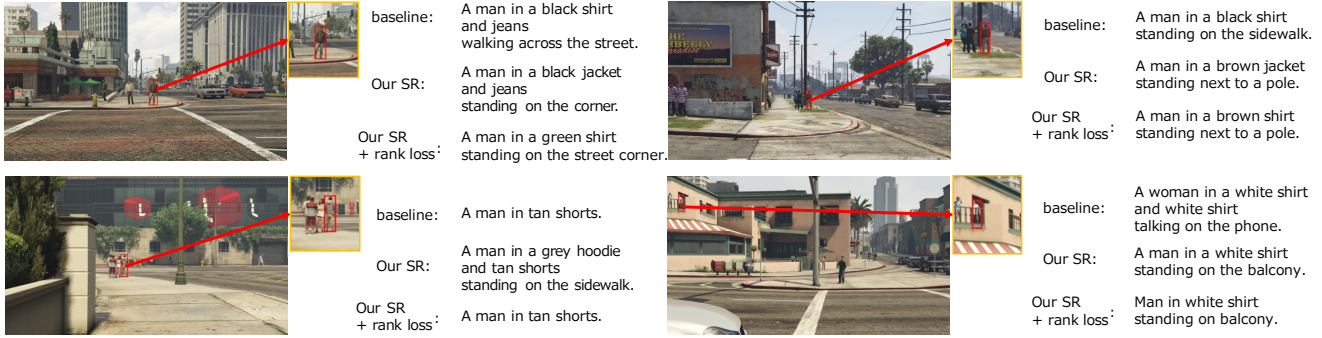 baseline: A man in a black shirt
and jeans
walking across the street.
Our SR: A man in a black jacket
and jeans
standing on the corner.
Our SR
+ rank loss: A man in a green shirt
standing on the street corner.
baseline: A man in a black shirt
standing on the sidewalk.
Our SR: A man in a brown jacket
standing next to a pole.
Our SR
+ rank loss: A man in a brown shirt
standing next to a pole.
baseline: A man in tan shorts.
Our SR: A man in a grey hoodie
and tan shorts
standing on the sidewalk.
Our SR
+ rank loss: A man in tan shorts.
baseline: A woman in a white shirt
and white shirt
talking on the phone.
Our SR: A man in a white shirt
standing on the balcony.
Our SR
+ rank loss: Man in white shirt
standing on balcony.